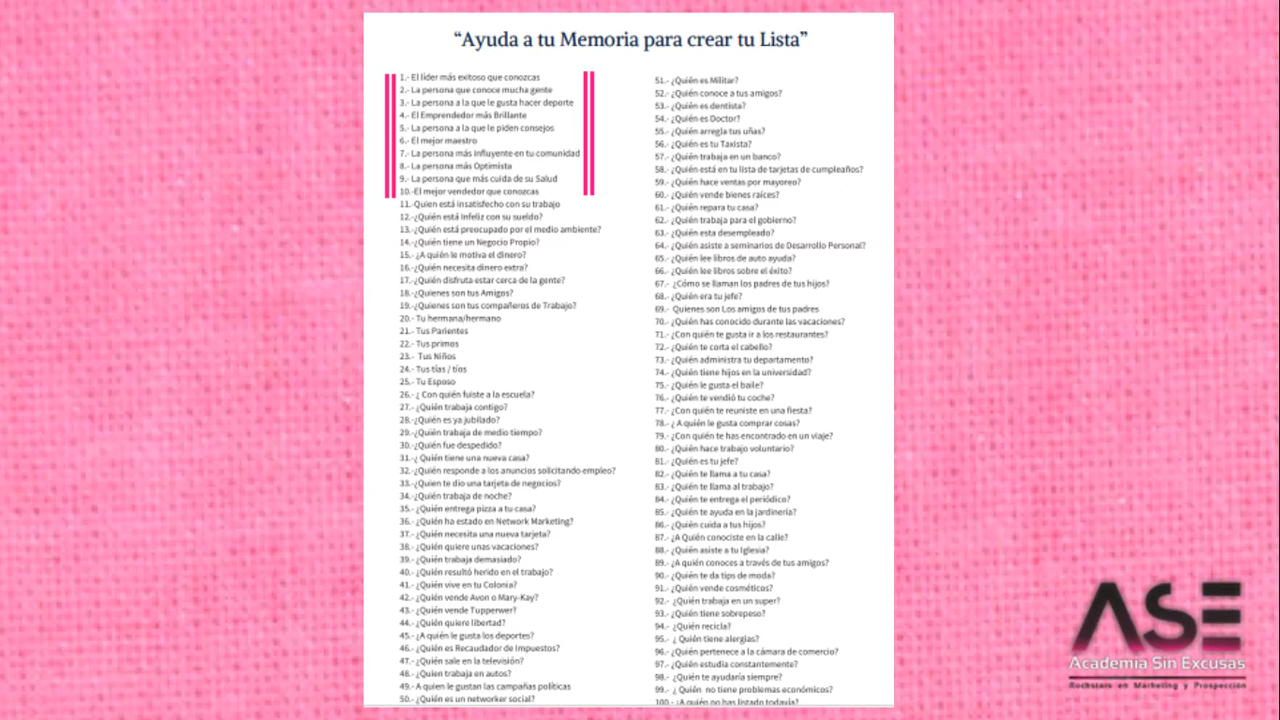 “Ayuda a tu Memoria para crear tu Lista”
1.- El líder más exitoso que conozcas
2.- La persona que conoce mucha gente
3.- La persona a la que le gusta hacer deporte
4.- El Emprendedor más Brillante
5.- La persona a la que le piden consejos
6.- El mejor maestro
7.- La persona más influyente en tu comunidad
8.- La persona más Optimista
9.- La persona que más cuida de su Salud
10.-El mejor vendedor que conozcas
11.-Quien está insatisfecho con su trabajo
12.-¿Quién está Infeliz con su sueldo?
13.-¿Quién está preocupado por el medio ambiente?
14.-¿Quién tiene un Negocio Propio?
15.- ¿A quién le motiva el dinero?
16.-¿Quién necesita dinero extra?
17.-¿Quién disfruta estar cerca de la gente?
18.-¿Quienes son tus Amigos?
19.-¿Quienes son tus compañeros de Trabajo?
20.- Tu hermana/hermano
21.- Tus Parientes
22.- Tus primos
23.- Tus Niños
24.- Tus tías / tíos
25.- Tu Esposo
26.- ¿ Con quién fuiste a la escuela?
27.- ¿Quién trabaja contigo?
28.-¿Quién es ya jubilado?
29.-¿Quién trabaja de medio tiempo?
30.-¿Quién fue despedido?
31.-¿ Quién tiene una nueva casa?
32.-¿Quién responde a los anuncios solicitando empleo?
33.-¿Quien te dio una tarjeta de negocios?
34.-¿Quién trabaja de noche?
35.- ¿Quién entrega pizza a tu casa?
36.- ¿Quién ha estado en Network Marketing?
37.- ¿Quién necesita una nueva tarjeta?
38.- ¿Quién quiere unas vacaciones?
39.- ¿Quién trabaja demasiado?
40.- ¿Quién resultó herido en el trabajo?
41.- ¿Quién vive en tu Colonia?
42.- ¿Quién vende Avon o Mary-Kay?
43.- ¿Quién vende Tupperwer?
44.- ¿Quién quiere libertad?
45.- ¿A quién le gusta los deportes?
46.- ¿Quién es Recaudador de Impuestos?
47.- ¿Quién sale en la televisión?
48.- ¿Quien trabaja en autos?
49.- A quien le gustan las campañas políticas
50.- ¿Quién es un networker social?
51.- ¿Quién es Militar?
52.- ¿Quién conoce a tus amigos?
53.- ¿Quién es dentista?
54.- ¿Quién es Doctor?
55.- ¿Quién arregla tus uñas?
56.- ¿Quién es tu Taxista?
57.- ¿Quién trabaja en un banco?
58.- ¿Quién está en tu lista de tarjetas de cumpleaños?
59.- ¿Quién hace ventas por mayoreo?
60.- ¿Quién vende bienes raíces?
61.- ¿Quién repara tu casa?
62.- ¿Quién trabaja para el gobierno?
63.- ¿Quién esta desempleado?
64.- ¿Quién asiste a seminarios de Desarrollo Personal?
65.- ¿Quién lee libros de auto ayuda?
66.- ¿Quién lee libros sobre el éxito?
67.- ¿Cómo se llaman los padres de tus hijos?
68.- ¿Quién era tu jefe?
69.- Quienes son Los amigos de tus padres
70.- ¿Quién has conocido durante las vacaciones?
71.- ¿Con quién te gusta ir a los restaurantes?
72.- ¿Quién te corta el cabello?
73.- ¿Quién administra tu departamento?
74.- ¿Quién tiene hijos en la universidad?
75.- ¿Quién le gusta el baile?
76.- ¿Quién te vendió tu coche?
77.- ¿Con quién te reuniste en una fiesta?
78.- ¿ A quién le gusta comprar cosas?
79.- ¿Con quién te has encontrado en un viaje?
80.- ¿Quién hace trabajo voluntario?
81.- ¿Quién es tu jefe?
82.- ¿Quién te llama a tu casa?
83.- ¿Quién te llama al trabajo?
84.- ¿Quién te entrega el periódico?
85.- ¿Quién te ayuda en la jardinería?
86.- ¿Quién cuida a tus hijos?
87.- ¿A Quién conociste en la calle?
88.- ¿Quién asiste a tu Iglesia?
89.- ¿A quién conoces a través de tus amigos?
90.- ¿Quién te da tips de moda?
91.- ¿Quién vende cosméticos?
92.- ¿Quién trabaja en un super?
93.- ¿Quién tiene sobrepeso?
94.- ¿Quién recicla?
95.- ¿ Quién tiene alergias?
96.- ¿Quién pertenece a la cámara de comercio?
97.- ¿Quién estudia constantemente?
98.- ¿Quién te ayudaría siempre?
99.- ¿ Quién no tiene problemas económicos?
100.- ¿A quién no has listado todavía?
ASE
Academia Sin Excusas
Rockstars en Marketing y Prospección